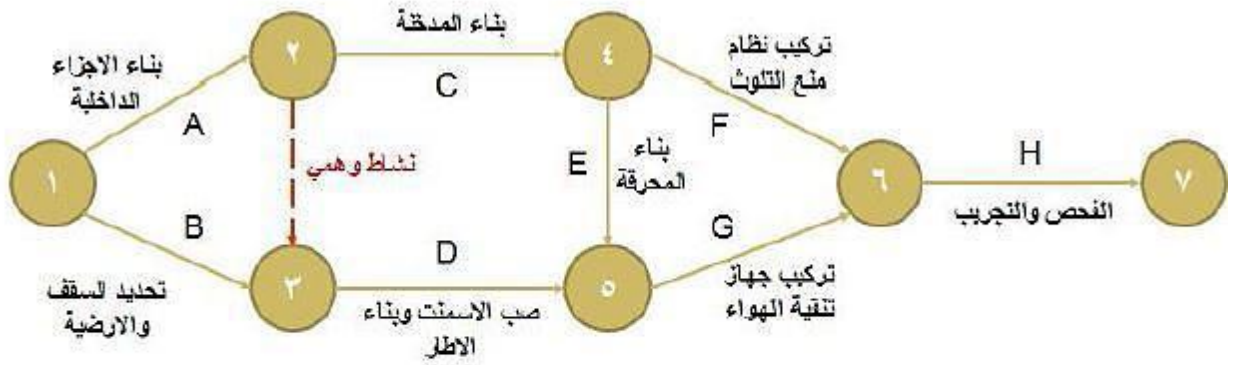 بناء المدخنة
٢
٤
C
بناء الاجزاء
الداخلية
A
تركيب نظام
منع التلوث
F
نشاط وهمي
E
بناء
المحرقة
١
٦
H
٧
الفحص والتجريب
B
D
G
٣
٥
تحديد السقف
والارضية
صب الاسمنت وبناء
الاطار
تركيب جهاز
تنقية الهواء